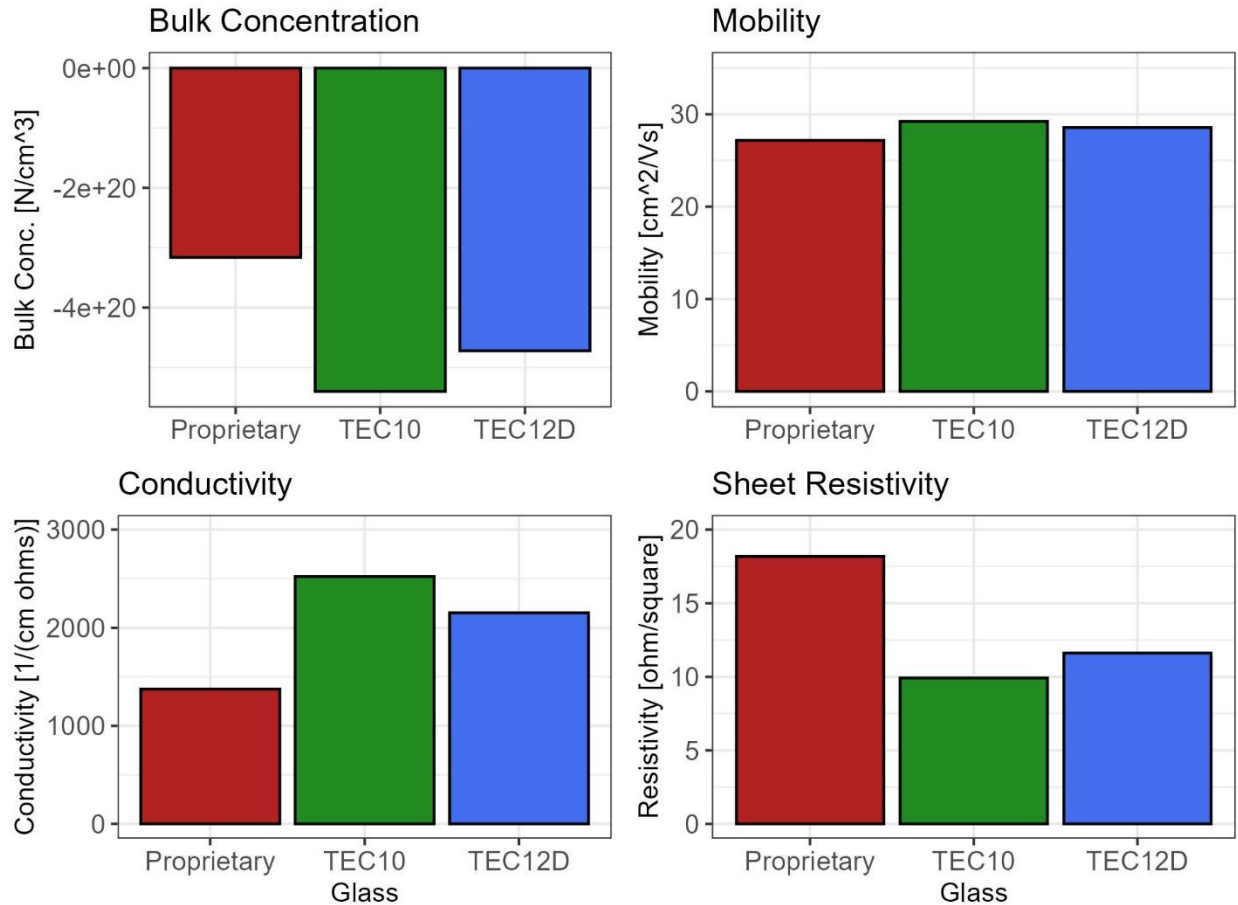 Bulk Concentration
Bulk Conc. [N/cm^3]
0e+00
-2e+20
-4e+20
Proprietary TEC10 TEC12D
Mobility
Mobility [cm^2/Vs]
30
20
10
0
Proprietary TEC10 TEC12D
Conductivity
Conductivity [1/(cm ohms)]
3000
2000
1000
0
Proprietary TEC10 TEC12D
Glass
Sheet Resistivity
Resistivity [ohm/square]
20
15
10
5
0
Proprietary TEC10 TEC12D
Glass